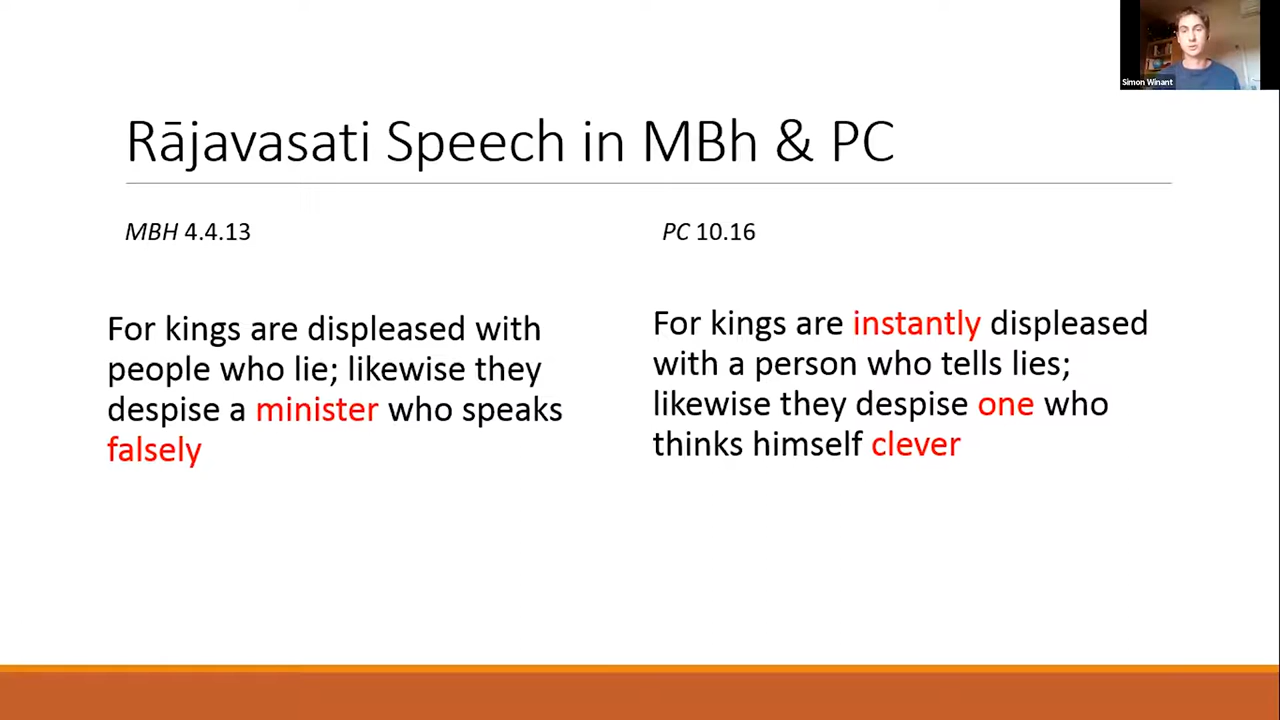 Simon Winant
Rājavasati Speech in MBh & PC
MBH 4.4.13
For kings are displeased with
people who lie; likewise they
despise a minister who speaks
falsely
PC 10.16
For kings are instantly displeased
with a person who tells lies;
likewise they despise one who
thinks himself clever